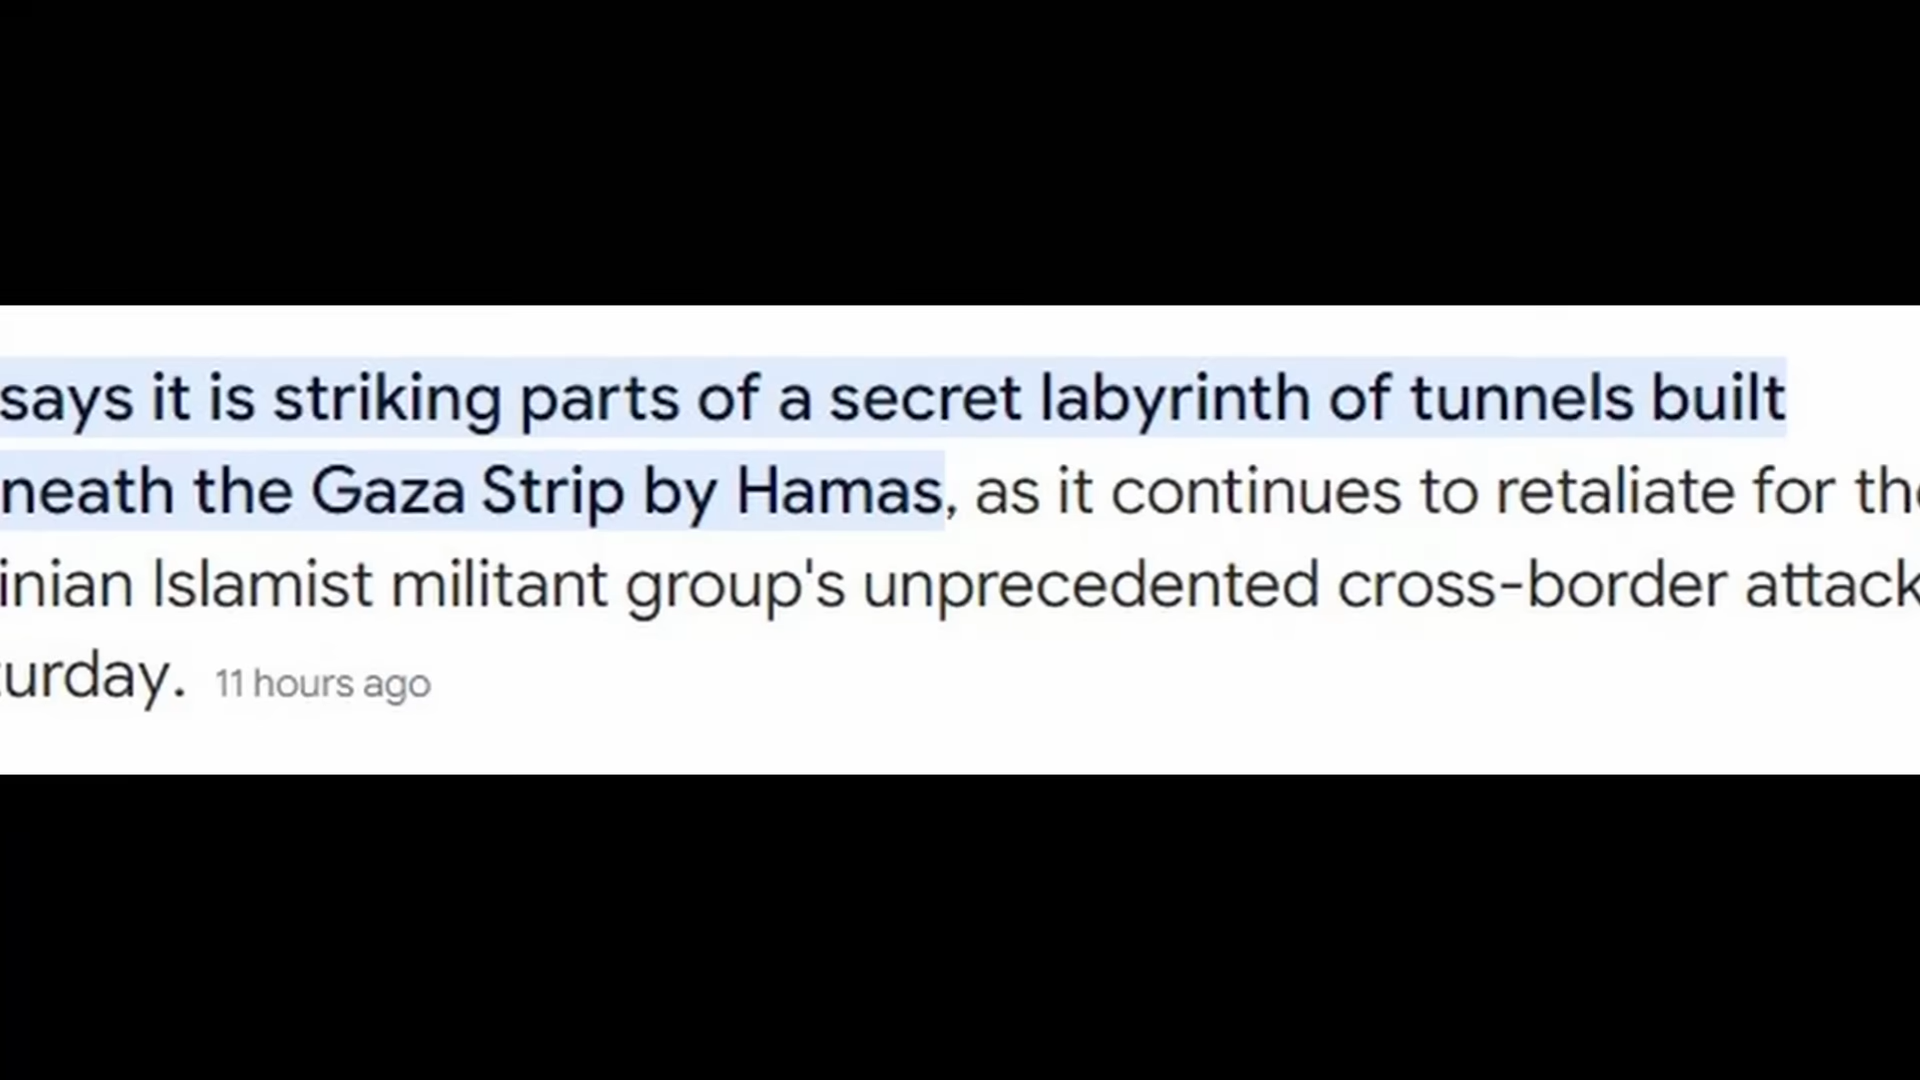 says it is striking parts of a secret labyrinth of tunnels built
neath the Gaza Strip by Hamas, as it continues to retaliate for the
inian Islamist militant group's unprecedented cross-border attack
turday. 11 hours ago